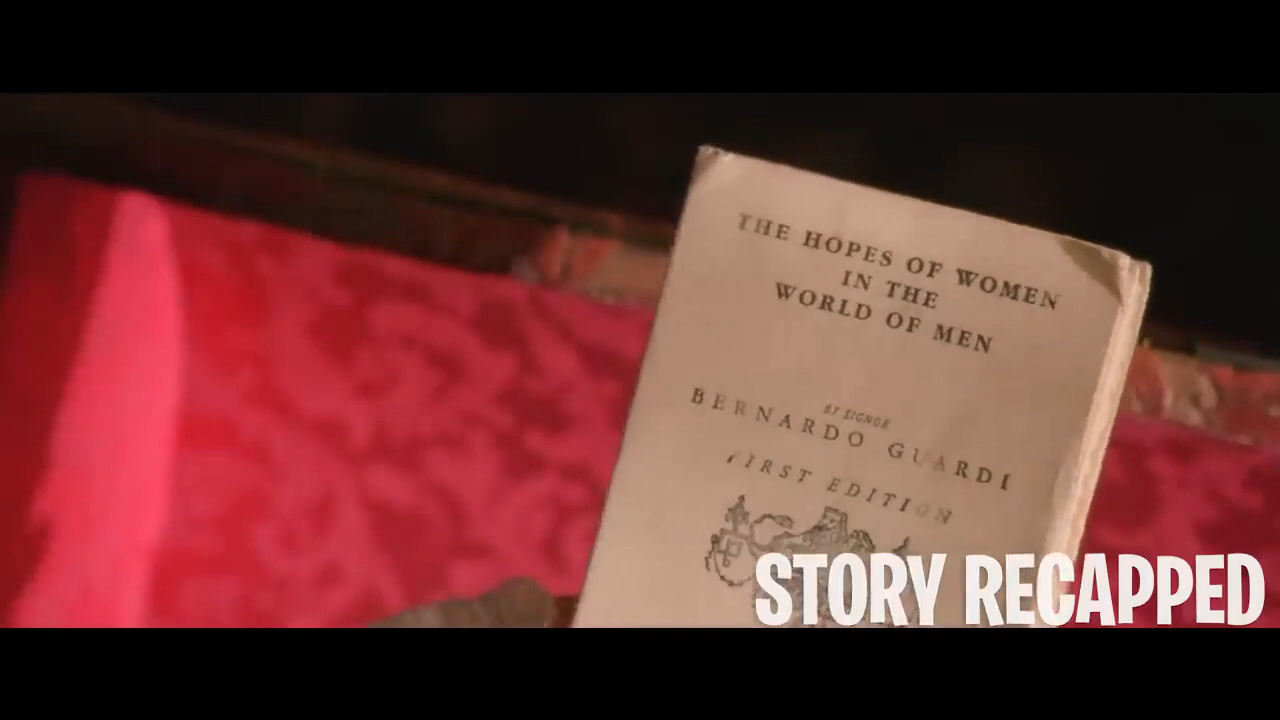 THE HOPES OF WOMEN
IN THE
WORLD OF MEN
BY SIGNOR
BERNARDO GUARDI
FIRST EDITION
STORY RECAPPED